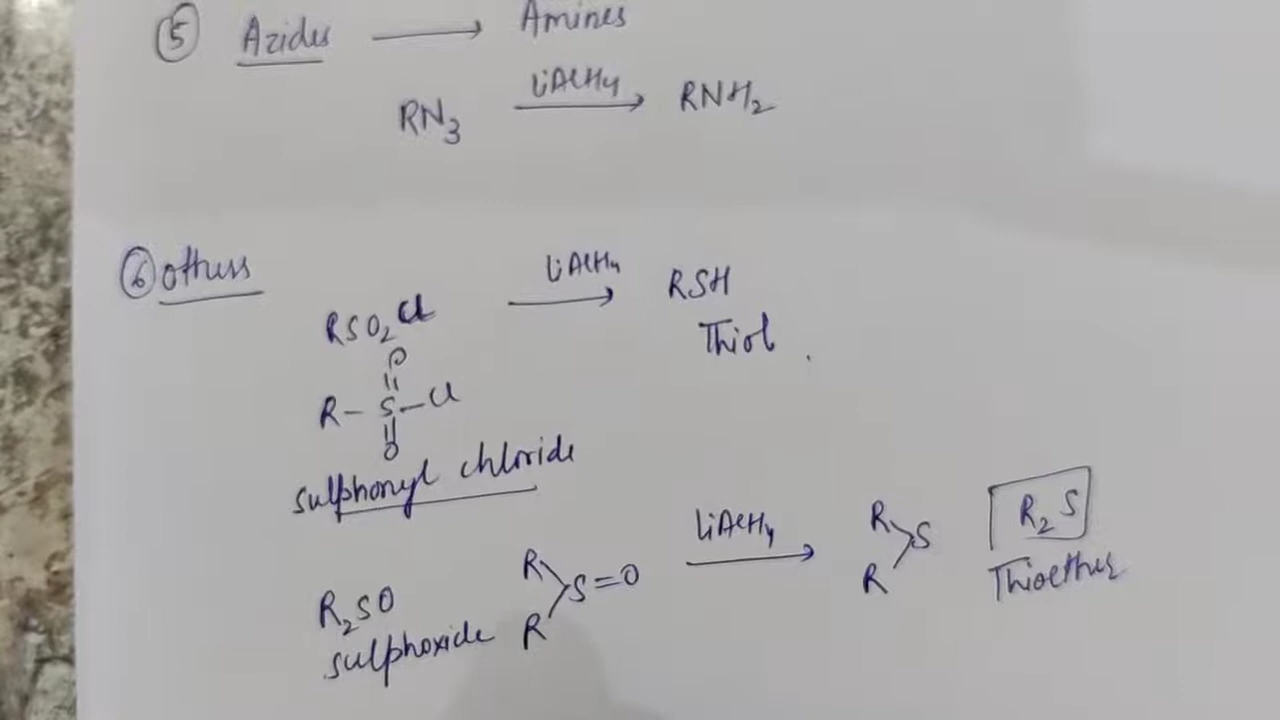 ⑤ Azides ⟶ Amines
RN₃ ⟶ RNH₂
LiAlH₄
⑥ others
RSO₂Cl ⟶ RSH
LiAlH₄
Thiol
O
R–S–Cl
O
sulphonyl chloride
R₂SO
sulphoxide
R
S=O
R
LiAlH₄ ⟶
R
S
R
R₂S
Thioether